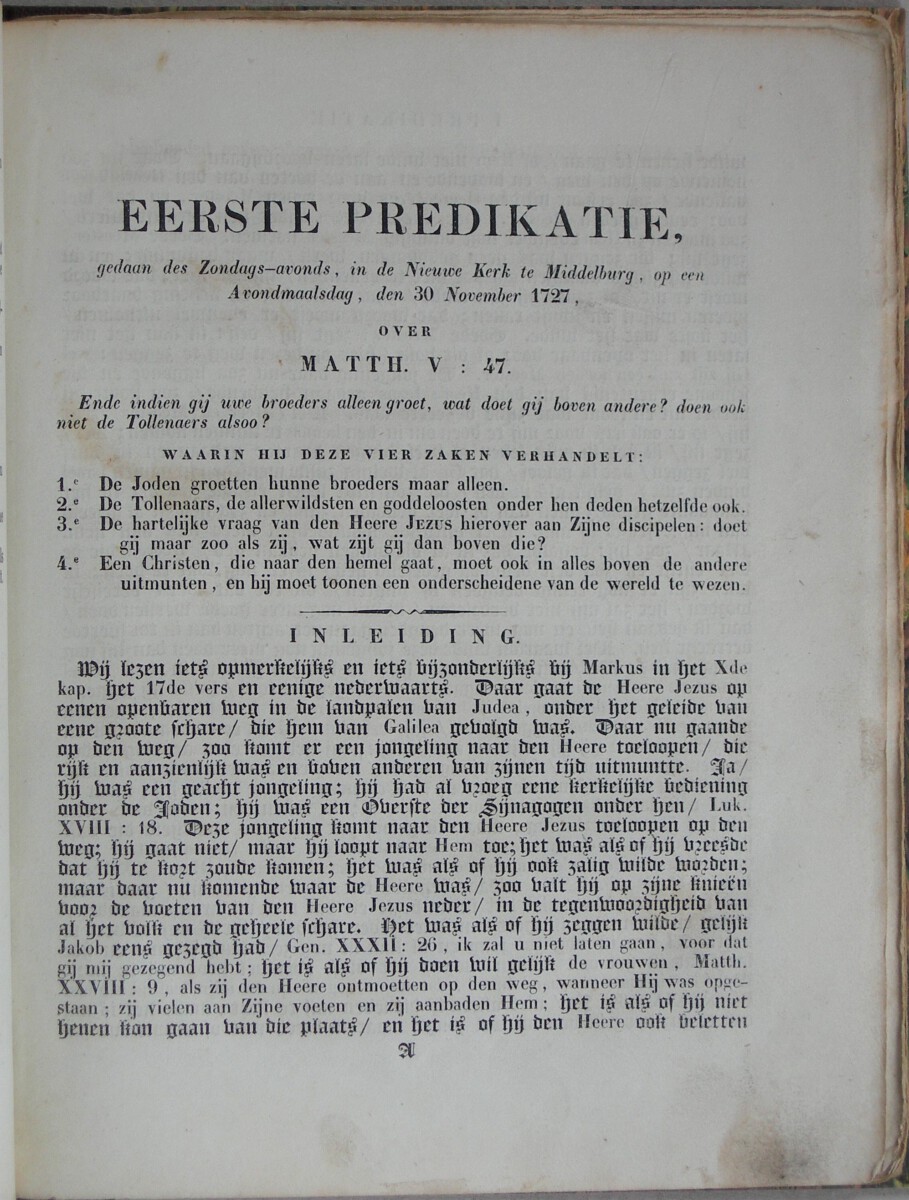 EERSTE PREDIKATIE,
gedaan des Zondags-avonds, in de Nieuwe Kerk te Middelburg, op een
Avondmaalsdag, den 30 November 1727,
OVER
MATTH. V : 47.
Ende indien gij uwe broeders alleen groet, wat doet gij boven andere? doen ook
niet de Tollenaers alsoo?
WAARIN HIJ DEZE VIER ZAKEN VERHANDELT:
1.e De Joden groetten hunne broeders maar alleen.
2.e De Tollenaars, de allerwildsten en goddeloosten onder hen deden hetzelfde ook.
3.e De hartelijke vraag van den Heere JEZUS hierover aan Zijne discipelen: doet
gij maar zoo als zij, wat zijt gij dan boven die?
4.e Een Christen, die naar den hemel gaat, moet ook in alles boven de andere
uitmunten, en hij moet toonen een onderscheidene van de wereld te wezen.
INLEIDING.
Wij lezen iets opmerkelijks en iets bijzonderlijks bij Markus in het Xde
kap. het 17de vers en eenige nederwaarts. Daar gaat de Heere Jezus op
eenen openbaren weg in de landpalen van Judea, onder het geleide van
eene groote schare/ die hem van Galilea gevolgd was. Daar nu gaande
op den weg/ zoo komt er een jongeling naar den Heere toeloopen/ die
rijk en aanzienlijk was en boven anderen van zijnen tijd uitmuntte. Ja/
hij was een geacht jongeling; hij had al vroeg eene kerkelijke bediening
onder de Joden; hij was een Oberste der Sijnagogen onder hen/ Luk.
XVIII : 18. Deze jongeling komt naar den Heere Jezus toeloopen op den
weg; hij gaat niet/ maar hij loopt naar Hem toe; het was als of hij vreesde
dat hij te kort zoude komen; het was als of hij ook zalig wilde worden;
maar daar nu komende waar de Heere was/ zoo valt hij op zijne knieën
voor de voeten van den Heere Jezus neder/ in de tegenwoordigheid van
al het volk en de geheele schare. Het was als of hij zeggen wilde/ gelijk
Jakob eens gezegd had/ Gen. XXXII: 26, ik zal u niet laten gaan, voor dat
gij mij gezegend hebt; het is als of hij doen wil gelijk de vrouwen, Matth.
XXVIII: 9, als zij den Heere ontmoetten op den weg, wanneer Hij was opge-
staan; zij vielen aan Zijne voeten en zij aanbaden Hem; het is als of hij niet
henen kon gaan van die plaats/ en het is of hij den Heere ook beletten
A